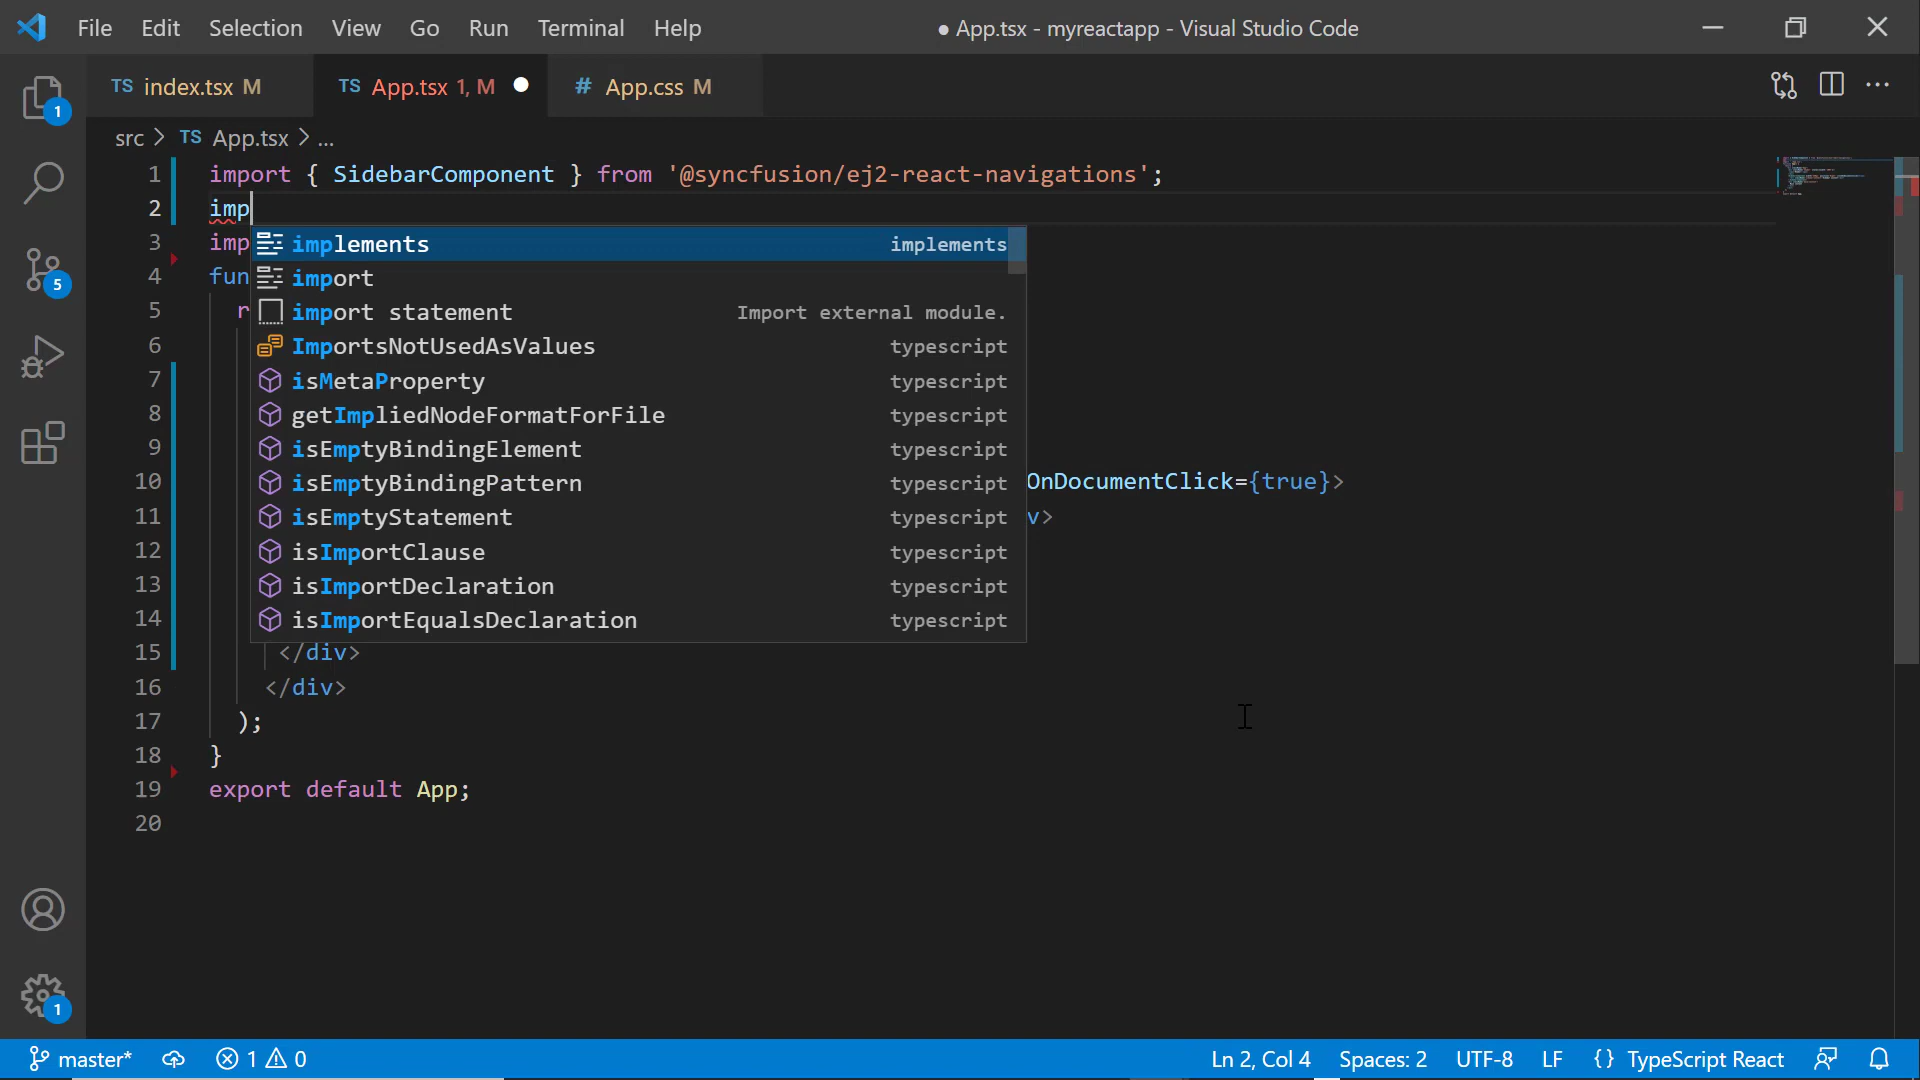 File Edit Selection View Go Run Terminal Help ● App.tsx - myreactapp - Visual Studio Code
TS index.tsx M TS App.tsx 1, M # App.css M
src > TS App.tsx > ...
1 import { SidebarComponent } from '@syncfusion/ej2-react-navigations';
2 imp
3 imp
implements implements
4 fun
import
5 r
import statement Import external module.
6
ImportsNotUsedAsValues typescript
7
isMetaProperty typescript
8
getImpliedNodeFormatForFile typescript
9
isEmptyBindingElement typescript
10 OnDocumentClick={true}>
isEmptyBindingPattern typescript
11 v>
isEmptyStatement typescript
12
isImportClause typescript
13
isImportDeclaration typescript
14
isImportEqualsDeclaration typescript
15 </div>
16 </div>
17 );
18 }
19 export default App;
20
1
5
1
master* 1 0 Ln 2, Col 4 Spaces: 2 UTF-8 LF {} TypeScript React